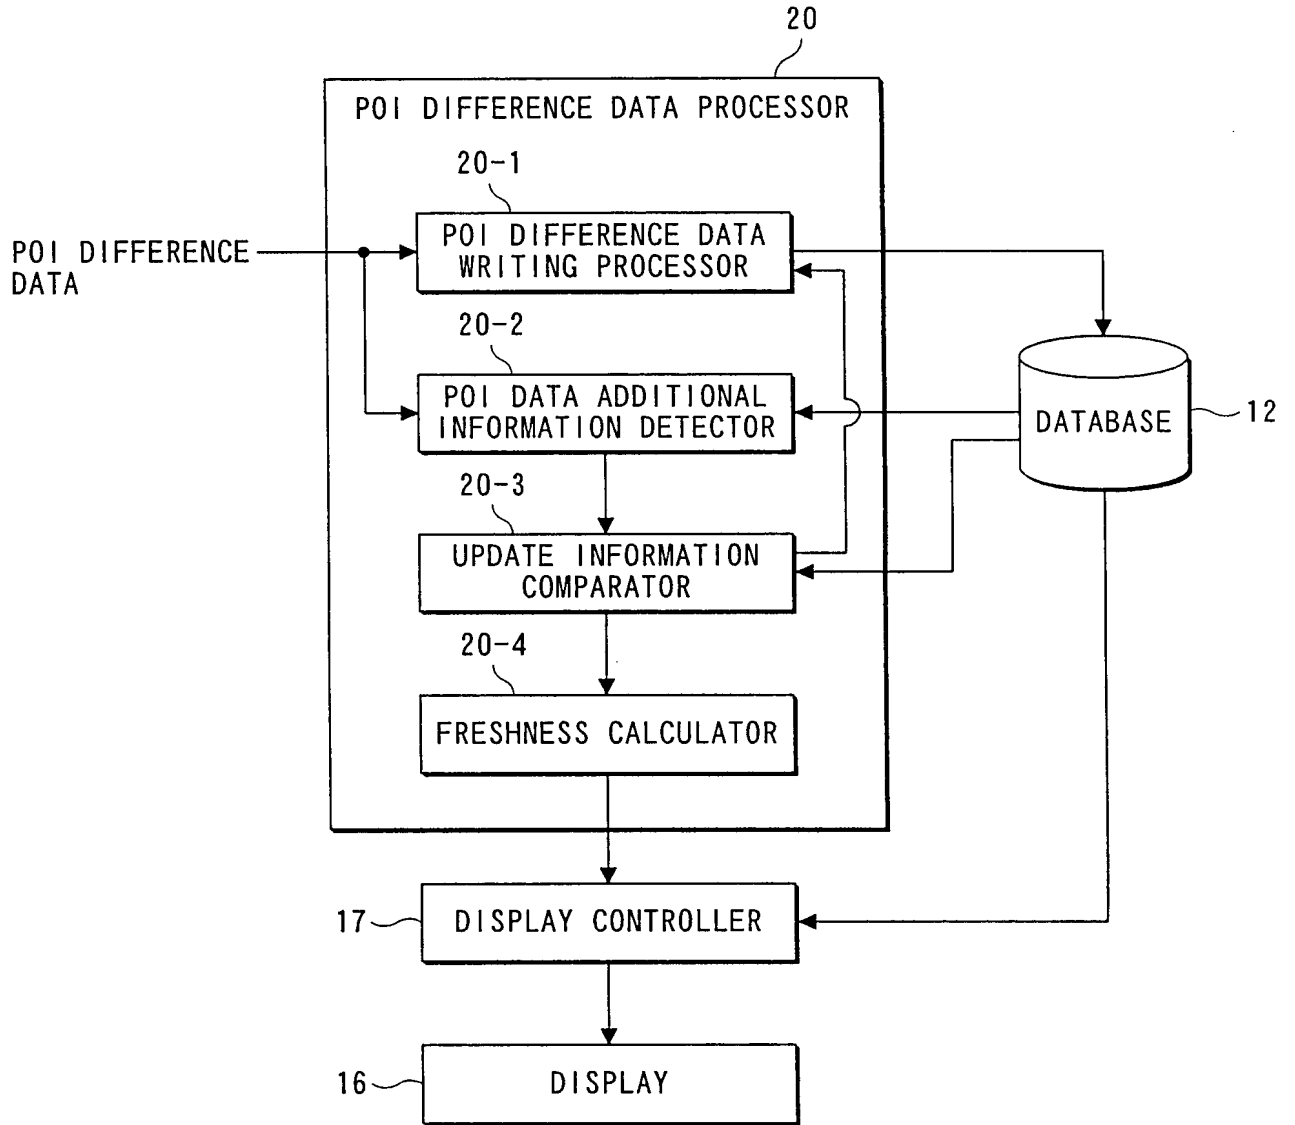 20
POI DIFFERENCE DATA PROCESSOR
20-1
POI DIFFERENCE DATA
WRITING PROCESSOR
POI DIFFERENCE
DATA
20-2
POI DATA ADDITIONAL
INFORMATION DETECTOR
DATABASE
12
20-3
UPDATE INFORMATION
COMPARATOR
20-4
FRESHNESS CALCULATOR
17
DISPLAY CONTROLLER
16
DISPLAY